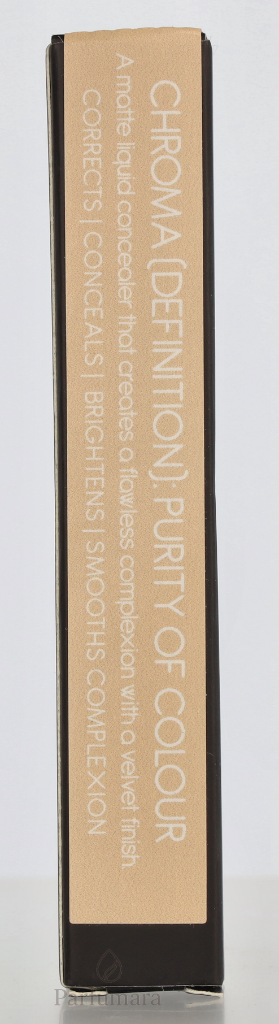 CHROMA (DEFINITION): PURITY OF COLOUR
A matte liquid concealer that creates a flawless complexion with a velvet finish.
CORRECTS | CONCEALS | BRIGHTENS | SMOOTHS COMPLEXION
Parfumara